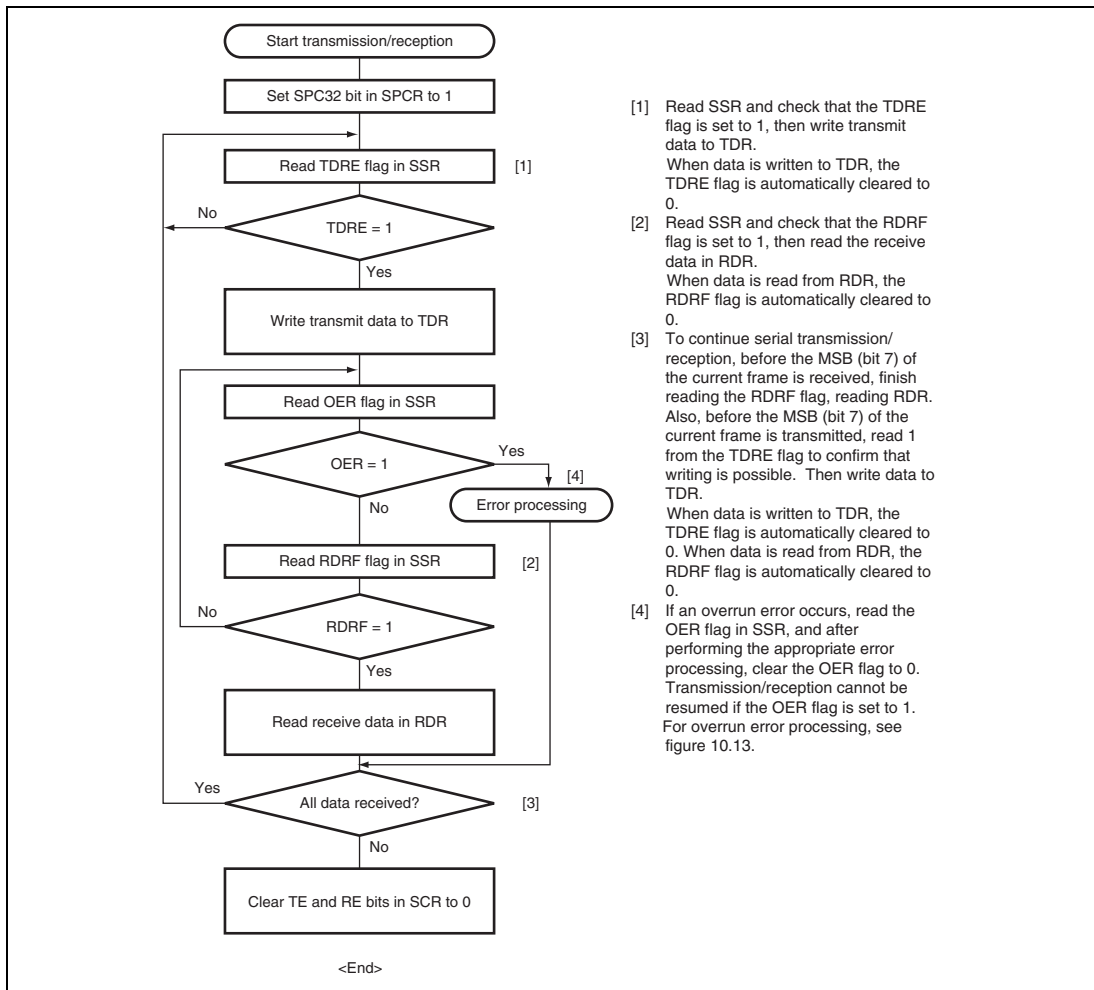 Start transmission/reception
Set SPC32 bit in SPCR to 1
Read TDRE flag in SSR
[1]
No
TDRE = 1
Yes
Write transmit data to TDR
Read OER flag in SSR
Yes
OER = 1
[4]
No
Error processing
Read RDRF flag in SSR
[2]
No
RDRF = 1
Yes
Read receive data in RDR
Yes
All data received?
[3]
No
Clear TE and RE bits in SCR to 0
<End>
[1] Read SSR and check that the TDRE
flag is set to 1, then write transmit
data to TDR.
When data is written to TDR, the
TDRE flag is automatically cleared to
0.
[2] Read SSR and check that the RDRF
flag is set to 1, then read the receive
data in RDR.
When data is read from RDR, the
RDRF flag is automatically cleared to
0.
[3] To continue serial transmission/
reception, before the MSB (bit 7) of
the current frame is received, finish
reading the RDRF flag, reading RDR.
Also, before the MSB (bit 7) of the
current frame is transmitted, read 1
from the TDRE flag to confirm that
writing is possible. Then write data to
TDR.
When data is written to TDR, the
TDRE flag is automatically cleared to
0. When data is read from RDR, the
RDRF flag is automatically cleared to
0.
[4] If an overrun error occurs, read the
OER flag in SSR, and after
performing the appropriate error
processing, clear the OER flag to 0.
Transmission/reception cannot be
resumed if the OER flag is set to 1.
For overrun error processing, see
figure 10.13.